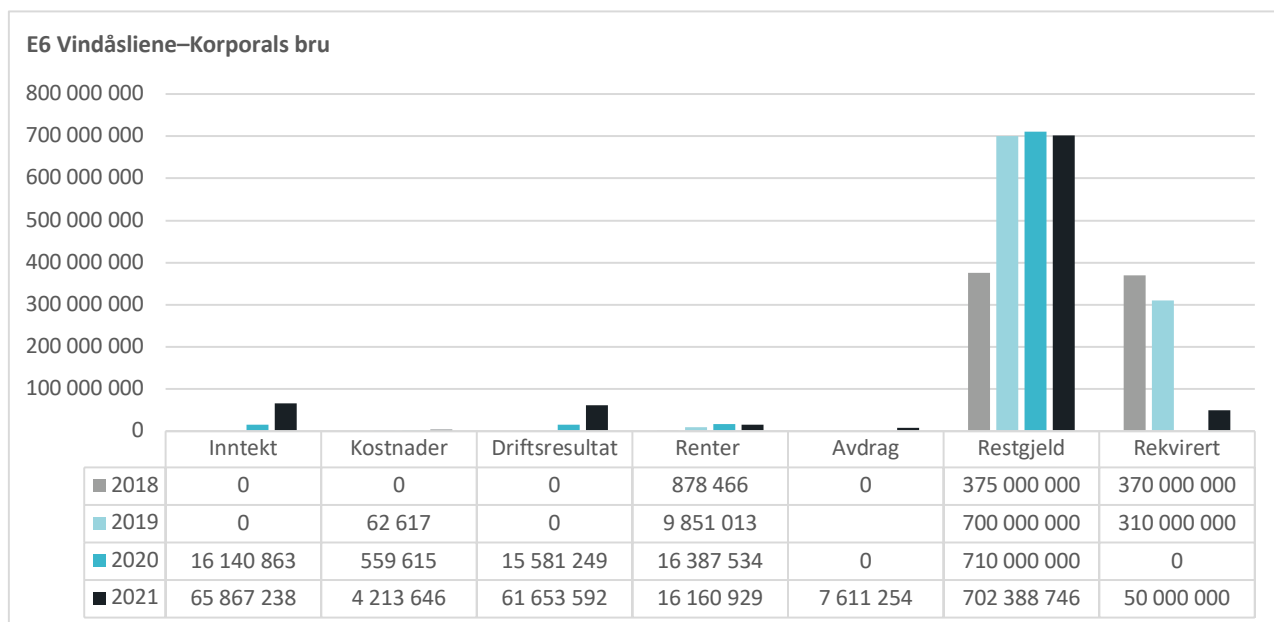 E6 Vindåsliene–Korporals bru
800 000 000
700 000 000
600 000 000
500 000 000
400 000 000
300 000 000
200 000 000
100 000 000
0
Inntekt Kostnader Driftsresultat Renter Avdrag Restgjeld Rekvirert
2018 0 0 0 878 466 0 375 000 000 370 000 000
2019 0 62 617 0 9 851 013 700 000 000 310 000 000
2020 16 140 863 559 615 15 581 249 16 387 534 0 710 000 000 0
2021 65 867 238 4 213 646 61 653 592 16 160 929 7 611 254 702 388 746 50 000 000